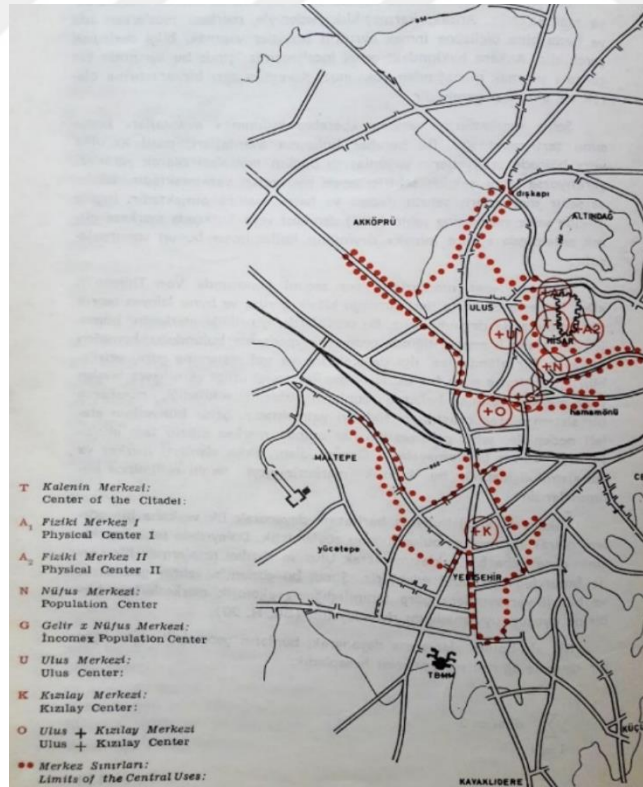 dışkapı
AKKÖPRÜ
ALTINDAĞ
ULUS
+U
T
+A2
HİSAR
+N
+G
+O
hamamönü
MALTEPE
+K
yücetepe
YENİŞEHİR
TBMM
KÜÇÜ
KAVAKLIDERE
T Kalenin Merkezi:
Center of the Citadel:
A1 Fiziki Merkez I
Physical Center I
A2 Fiziki Merkez II
Physical Center II
N Nüfus Merkezi:
Population Center
G Gelir x Nüfus Merkezi:
İncomex Population Center
U Ulus Merkezi:
Ulus Center:
K Kızılay Merkezi:
Kızılay Center:
O Ulus + Kızılay Merkezi
Ulus + Kızılay Center
Merkez Sınırları:
Limits of the Central Uses: